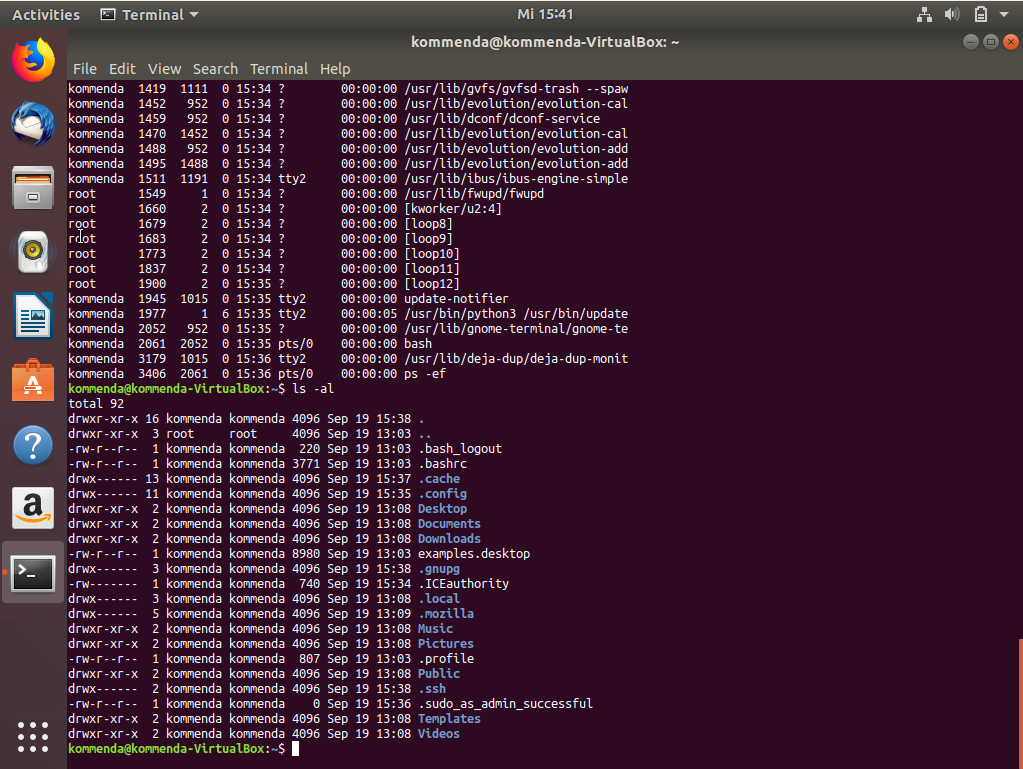 Activities Terminal Mi 15:41
kommenda@kommenda-VirtualBox: ~
File Edit View Search Terminal Help
kommenda  1419  1111  0 15:34 ?        00:00:00 /usr/lib/gvfs/gvfsd-trash --spaw
kommenda  1452   952  0 15:34 ?        00:00:00 /usr/lib/evolution/evolution-cal
kommenda  1459   952  0 15:34 ?        00:00:00 /usr/lib/dconf/dconf-service
kommenda  1470  1452  0 15:34 ?        00:00:00 /usr/lib/evolution/evolution-cal
kommenda  1488   952  0 15:34 ?        00:00:00 /usr/lib/evolution/evolution-add
kommenda  1495  1488  0 15:34 ?        00:00:00 /usr/lib/evolution/evolution-add
kommenda  1511  1191  0 15:34 tty2     00:00:00 /usr/lib/ibus/ibus-engine-simple
root      1549     1  0 15:34 ?        00:00:00 /usr/lib/fwupd/fwupd
root      1660     2  0 15:34 ?        00:00:00 [kworker/u2:4]
root      1679     2  0 15:34 ?        00:00:00 [loop8]
root      1683     2  0 15:34 ?        00:00:00 [loop9]
root      1773     2  0 15:34 ?        00:00:00 [loop10]
root      1837     2  0 15:34 ?        00:00:00 [loop11]
root      1900     2  0 15:35 ?        00:00:00 [loop12]
kommenda  1945  1015  0 15:35 tty2     00:00:00 update-notifier
kommenda  1977     1  6 15:35 tty2     00:00:05 /usr/bin/python3 /usr/bin/update
kommenda  2052   952  0 15:35 ?        00:00:00 /usr/lib/gnome-terminal/gnome-te
kommenda  2061  2052  0 15:35 pts/0    00:00:00 bash
kommenda  3179  1015  0 15:36 tty2     00:00:00 /usr/lib/deja-dup/deja-dup-monit
kommenda  3406  2061  0 15:36 pts/0    00:00:00 ps -ef
kommenda@kommenda-VirtualBox:~$ ls -al
total 92
drwxr-xr-x 16 kommenda kommenda 4096 Sep 19 15:38 .
drwxr-xr-x  3 root     root     4096 Sep 19 13:03 ..
-rw-r--r--  1 kommenda kommenda  220 Sep 19 13:03 .bash_logout
-rw-r--r--  1 kommenda kommenda 3771 Sep 19 13:03 .bashrc
drwx------ 13 kommenda kommenda 4096 Sep 19 15:37 .cache
drwx------ 11 kommenda kommenda 4096 Sep 19 15:35 .config
drwxr-xr-x  2 kommenda kommenda 4096 Sep 19 13:08 Desktop
drwxr-xr-x  2 kommenda kommenda 4096 Sep 19 13:08 Documents
drwxr-xr-x  2 kommenda kommenda 4096 Sep 19 13:08 Downloads
-rw-r--r--  1 kommenda kommenda 8980 Sep 19 13:03 examples.desktop
drwx------  3 kommenda kommenda 4096 Sep 19 15:38 .gnupg
-rw-------  1 kommenda kommenda  740 Sep 19 15:34 .ICEauthority
drwx------  3 kommenda kommenda 4096 Sep 19 13:08 .local
drwx------  5 kommenda kommenda 4096 Sep 19 13:09 .mozilla
drwxr-xr-x  2 kommenda kommenda 4096 Sep 19 13:08 Music
drwxr-xr-x  2 kommenda kommenda 4096 Sep 19 13:08 Pictures
-rw-r--r--  1 kommenda kommenda  807 Sep 19 13:03 .profile
drwxr-xr-x  2 kommenda kommenda 4096 Sep 19 13:08 Public
drwx------  2 kommenda kommenda 4096 Sep 19 15:38 .ssh
-rw-r--r--  1 kommenda kommenda    0 Sep 19 15:36 .sudo_as_admin_successful
drwxr-xr-x  2 kommenda kommenda 4096 Sep 19 13:08 Templates
drwxr-xr-x  2 kommenda kommenda 4096 Sep 19 13:08 Videos
kommenda@kommenda-VirtualBox:~$